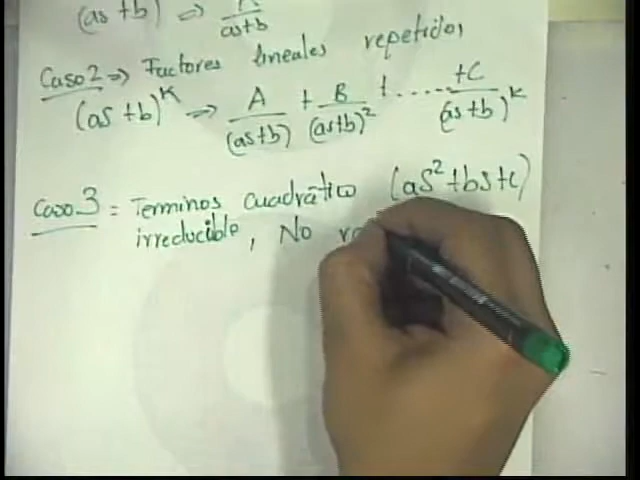 (as+b) => A/(as+b)
Caso 2 => Factores lineales repetidos
(as+b)^K => A/(as+b) + B/(as+b)^2 + ..... +C/(as+b)^K
Caso 3 = Terminos cuadrático (as^2+bs+c)
irreducible, No